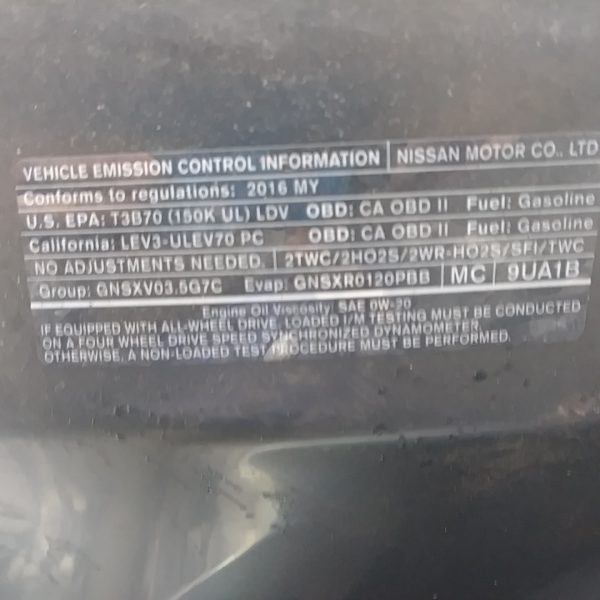 VEHICLE EMISSION CONTROL INFORMATION NISSAN MOTOR CO., LTD
Conforms to regulations: 2016 MY
U.S. EPA: T3B70 (150K UL) LDV OBD: CA OBD II Fuel: Gasoline
California: LEV3-ULEV70 PC OBD: CA OBD II Fuel: Gasoline
NO ADJUSTMENTS NEEDED. 2TWC/2HO2S/2WR-HO2S/SFI/TWC
Group: GNSXV03.5G7C Evap: GNSXR0120PBB MC 9UA1B
Engine Oil Viscosity SAE 0W-20
IF EQUIPPED WITH ALL-WHEEL DRIVE, LOADED I/M TESTING MUST BE CONDUCTED
ON A FOUR WHEEL DRIVE SPEED SYNCHRONIZED DYNAMOMETER.
OTHERWISE, A NON-LOADED TEST PROCEDURE MUST BE PERFORMED.